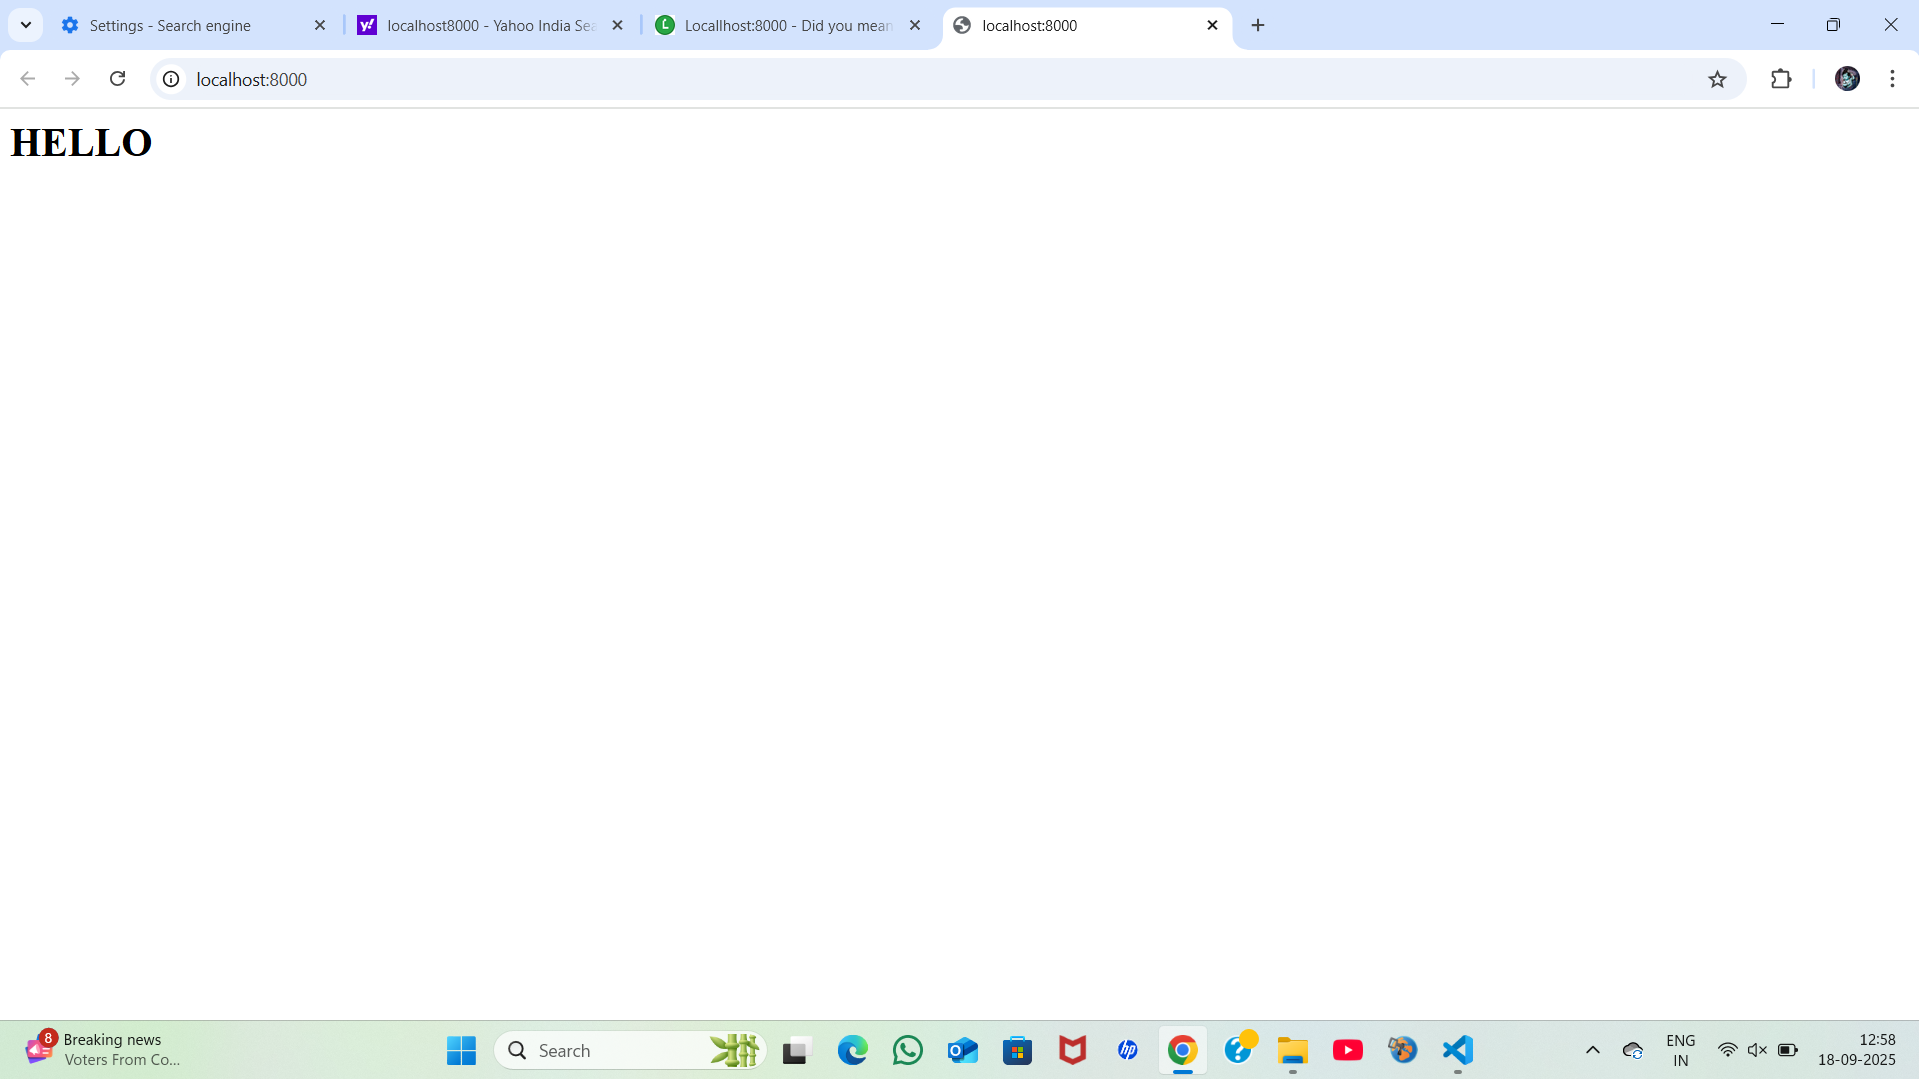 Settings - Search engine
localhost8000 - Yahoo India Sea
Locallhost:8000 - Did you mean
localhost:8000
localhost:8000
HELLO
8
Breaking news
Voters From Co...
Search
ENG
IN
12:58
18-09-2025